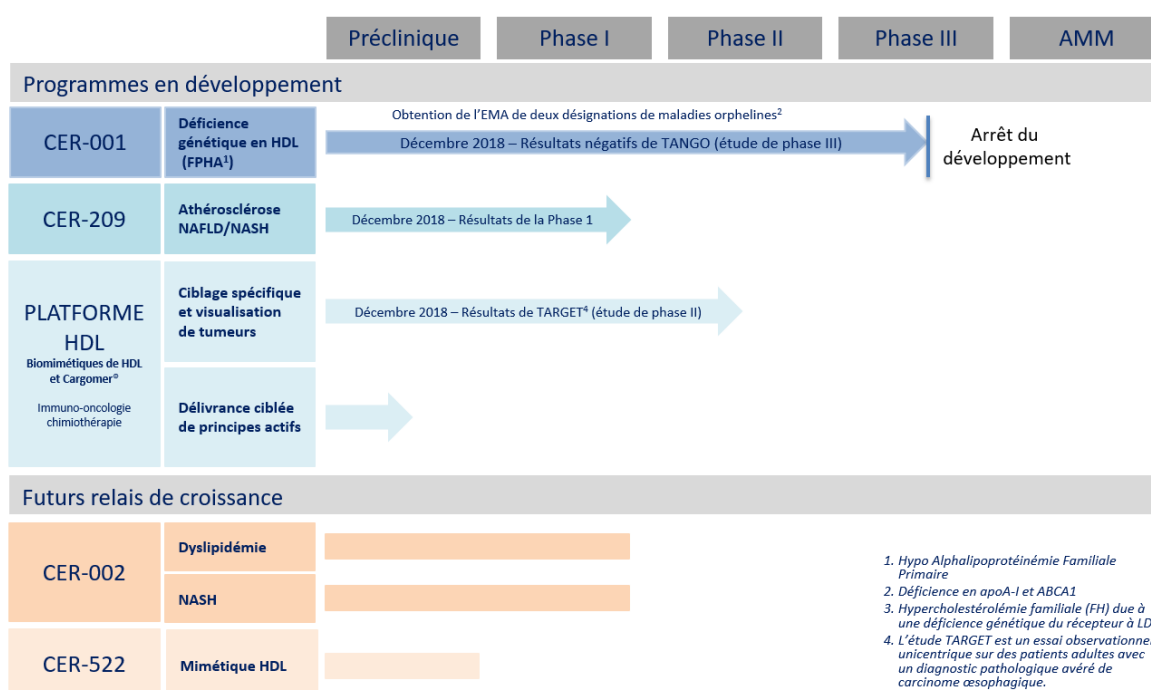 Préclinique
Phase I
Phase II
Phase III
AMM
Programmes en développement
CER-001
Déficience
génétique en HDL
(FPHA¹)
Obtention de l'EMA de deux désignations de maladies orphelines²
Décembre 2018 – Résultats négatifs de TANGO (étude de phase III)
Arrêt du
développement
CER-209
Athérosclérose
NAFLD/NASH
Décembre 2018 – Résultats de la Phase 1
PLATFORME
HDL
Biomimétiques de HDL
et Cargomer®
Immuno-oncologie
chimiothérapie
Ciblage spécifique
et visualisation
de tumeurs
Décembre 2018 – Résultats de TARGET⁴ (étude de phase II)
Délivrance ciblée
de principes actifs
Futurs relais de croissance
CER-002
Dyslipidémie
NASH
CER-522
Mimétique HDL
1. Hypo Alphalipoprotéinémie Familiale
Primaire
2. Déficience en apoA-I et ABCA1
3. Hypercholestérolémie familiale (FH) due à
une déficience génétique du récepteur à LD
4. L'étude TARGET est un essai observationnel
unicentrique sur des patients adultes avec
un diagnostic pathologique avéré de
carcinome œsophagique.